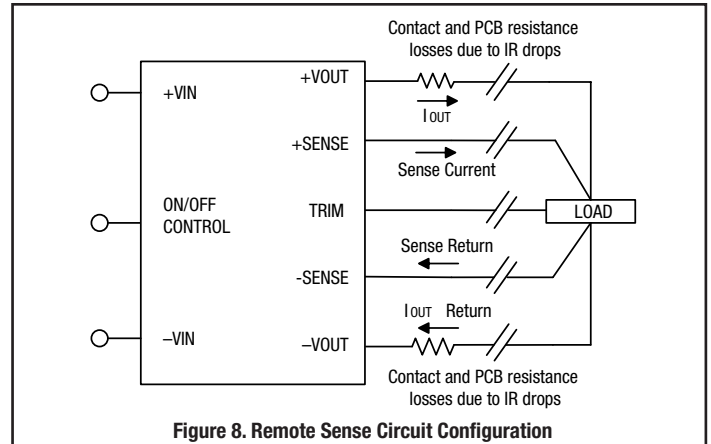 Contact and PCB resistance
losses due to IR drops
+VOUT
+VIN
IOUT
+SENSE
Sense Current
ON/OFF
CONTROL
TRIM
LOAD
Sense Return
-SENSE
IOUT Return
–VIN
–VOUT
Contact and PCB resistance
losses due to IR drops
Figure 8. Remote Sense Circuit Configuration